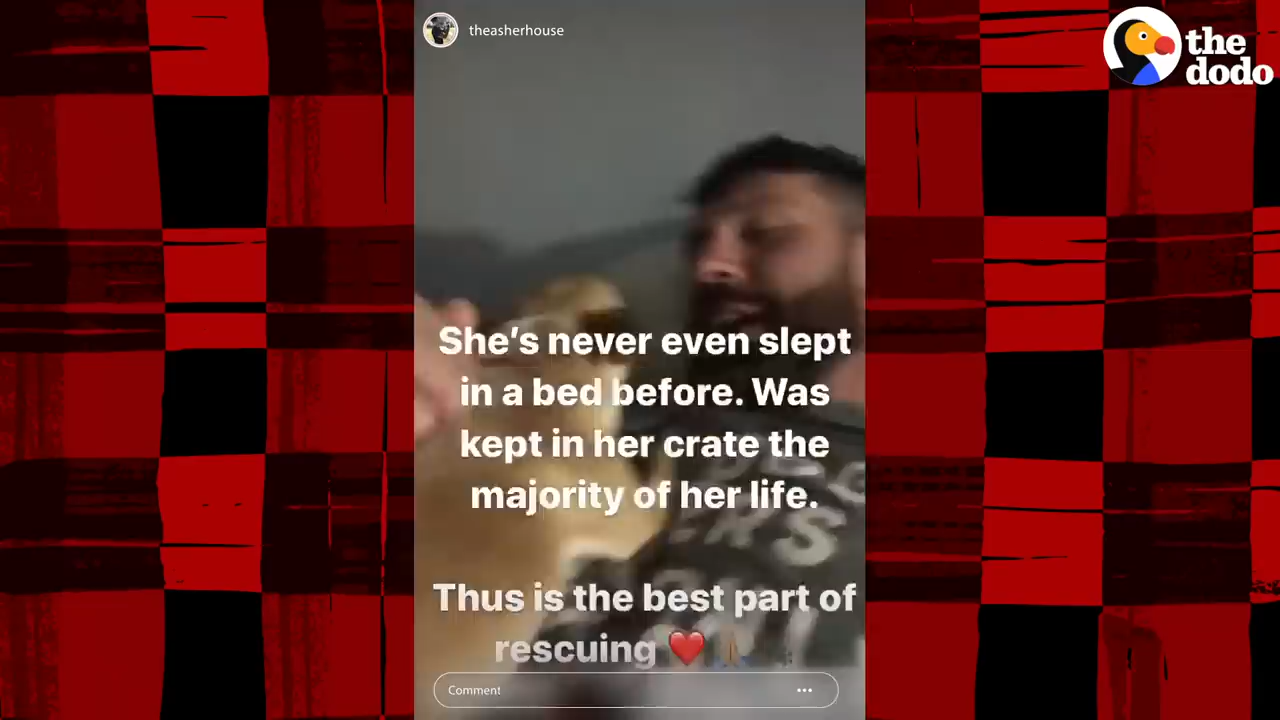 theasherhouse
the
dodo
She's never even slept
in a bed before. Was
kept in her crate the
majority of her life.
Thus is the best part of
rescuing ❤️ 🙏🏽
Comment